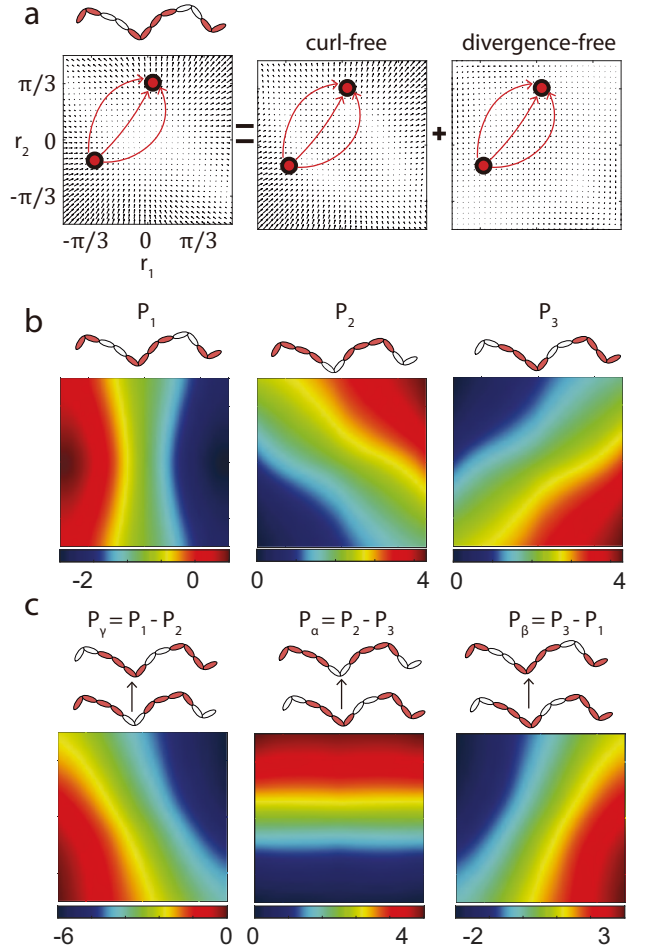 a
curl-free
divergence-free
π/3
r2 0
-π/3
=
+
-π/3 0 π/3
r1
b
P1
P2
P3
-2 0
0 4
0 4
c
Pγ = P1 - P2
Pα = P2 - P3
Pβ = P3 - P1
-6 0
0 4
-2 3